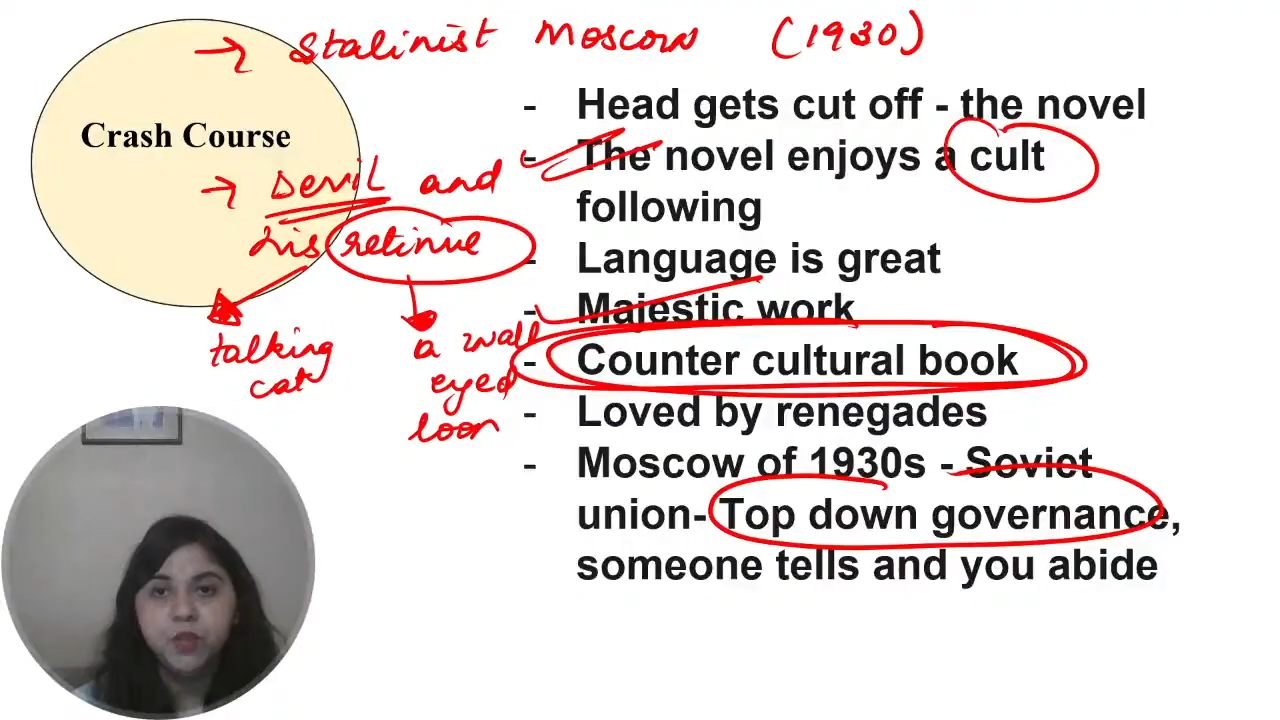 → Stalinist Moscow (1930)
Crash Course
→ Devil and
his retinue
talking
cat
a wall
eyed
loon
- Head gets cut off - the novel
- The novel enjoys a cult
following
- Language is great
- Majestic work
- Counter cultural book
- Loved by renegades
- Moscow of 1930s - Soviet
union- Top down governance,
someone tells and you abide